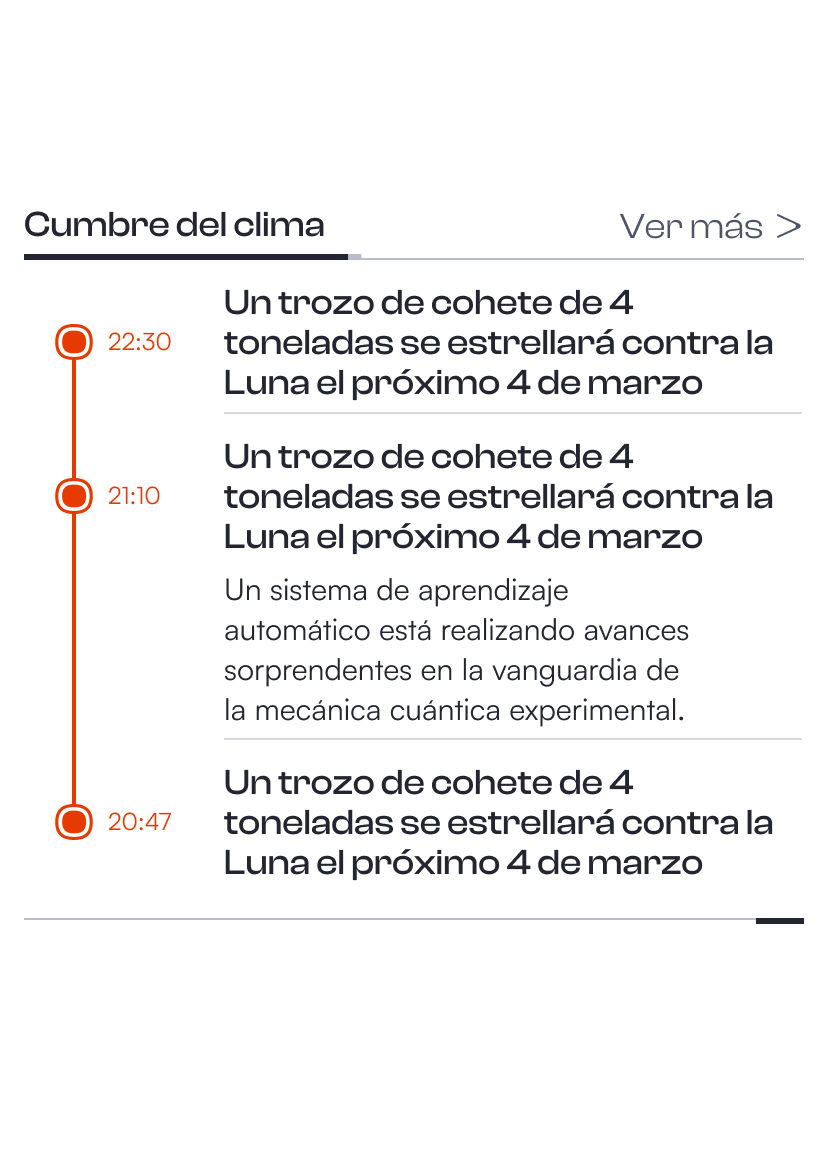 Cumbre del clima
Ver más >
22:30
Un trozo de cohete de 4
toneladas se estrellará contra la
Luna el próximo 4 de marzo
21:10
Un trozo de cohete de 4
toneladas se estrellará contra la
Luna el próximo 4 de marzo
Un sistema de aprendizaje
automático está realizando avances
sorprendentes en la vanguardia de
la mecánica cuántica experimental.
20:47
Un trozo de cohete de 4
toneladas se estrellará contra la
Luna el próximo 4 de marzo